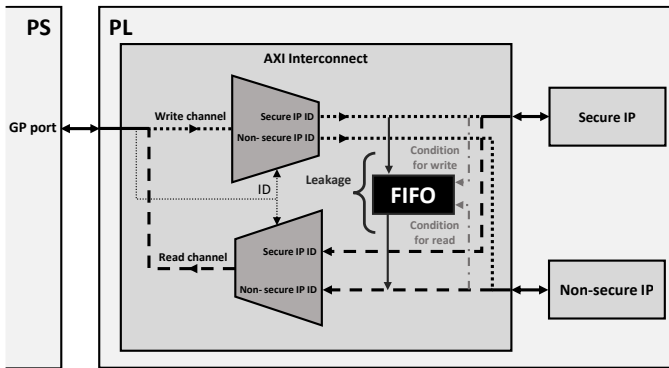 PS
PL
AXI Interconnect
Write channel
Secure IP ID
Non- secure IP ID
GP port
Secure IP
Condition
for write
Leakage
ID
FIFO
Condition
for read
Secure IP ID
Read channel
Non- secure IP ID
Non-secure IP